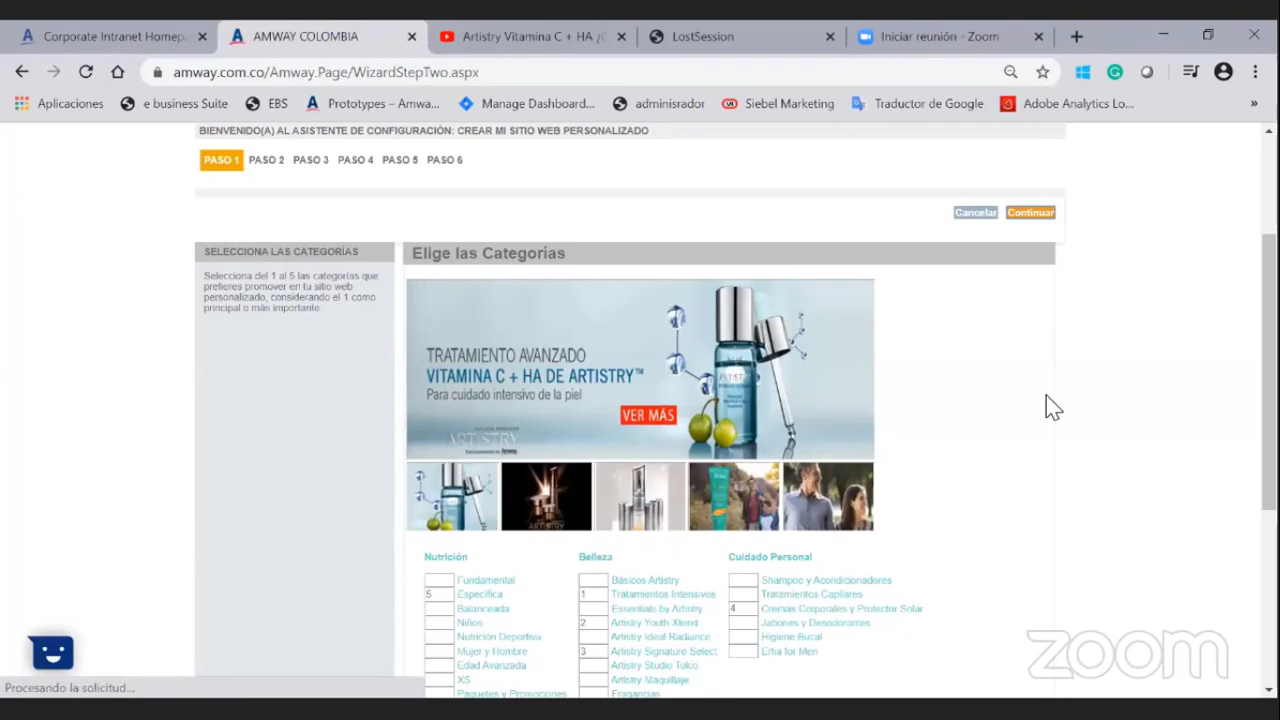 Corporate Intranet Homep
AMWAY COLOMBIA
Artistry Vitamina C + HA ¿C
LostSession
Iniciar reunión - Zoom
amway.com.co/Amway.Page/WizardStepTwo.aspx
Aplicaciones
e business Suite
EBS
Prototypes – Amwa...
Manage Dashboard...
adminisrador
Siebel Marketing
Traductor de Google
Adobe Analytics Lo...
BIENVENIDO(A) AL ASISTENTE DE CONFIGURACIÓN: CREAR MI SITIO WEB PERSONALIZADO
PASO 1 PASO 2 PASO 3 PASO 4 PASO 5 PASO 6
Cancelar Continuar
SELECCIONA LAS CATEGORÍAS
Selecciona del 1 al 5 las categorías que
prefieres promover en tu sitio web
personalizado, considerando el 1 como
principal o más importante
Elige las Categorías
TRATAMIENTO AVANZADO
VITAMINA C + HA DE ARTISTRY™
Para cuidado intensivo de la piel
VER MÁS
ARTISTRY
ARTISTRY
ARTISTRY
Nutrición
Fundamental
5 Específica
Balanceada
Niños
Nutrición Deportiva
Mujer y Hombre
Edad Avanzada
XS
Paquetes y Promociones
Belleza
Básicos Artistry
1 Tratamientos Intensivos
Essentials by Artistry
2 Artistry Youth Xtend
Artistry Ideal Radiance
3 Artistry Signature Select
Artistry Studio Tokio
Artistry Maquillaje
Fragancias
Cuidado Personal
Shampoo y Acondicionadores
Tratamientos Capilares
4 Cremas Corporales y Protector Solar
Jabones y Desodorantes
Higiene Bucal
Ertia for Men
Procesando la solicitud...
zoom